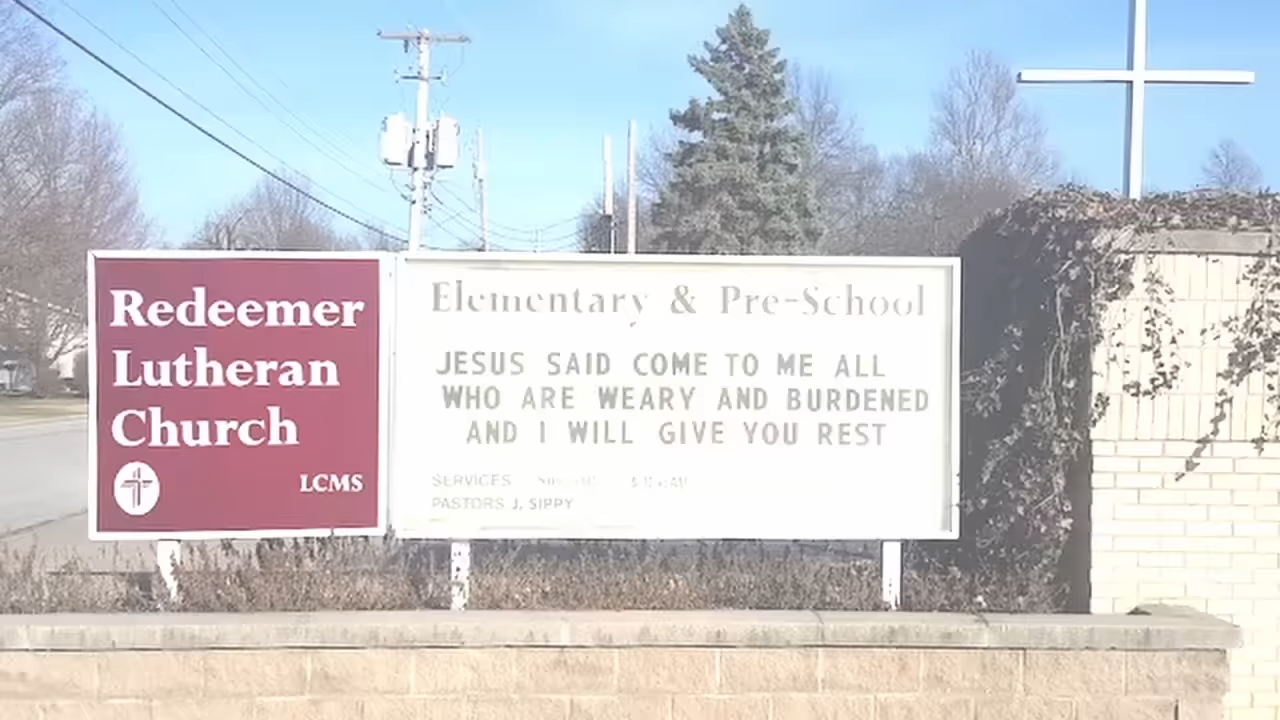 Redeemer
Lutheran
Church
LCMS
Elementary & Pre-School
JESUS SAID COME TO ME ALL
WHO ARE WEARY AND BURDENED
AND I WILL GIVE YOU REST
SERVICES
PASTORS J. SIPPY